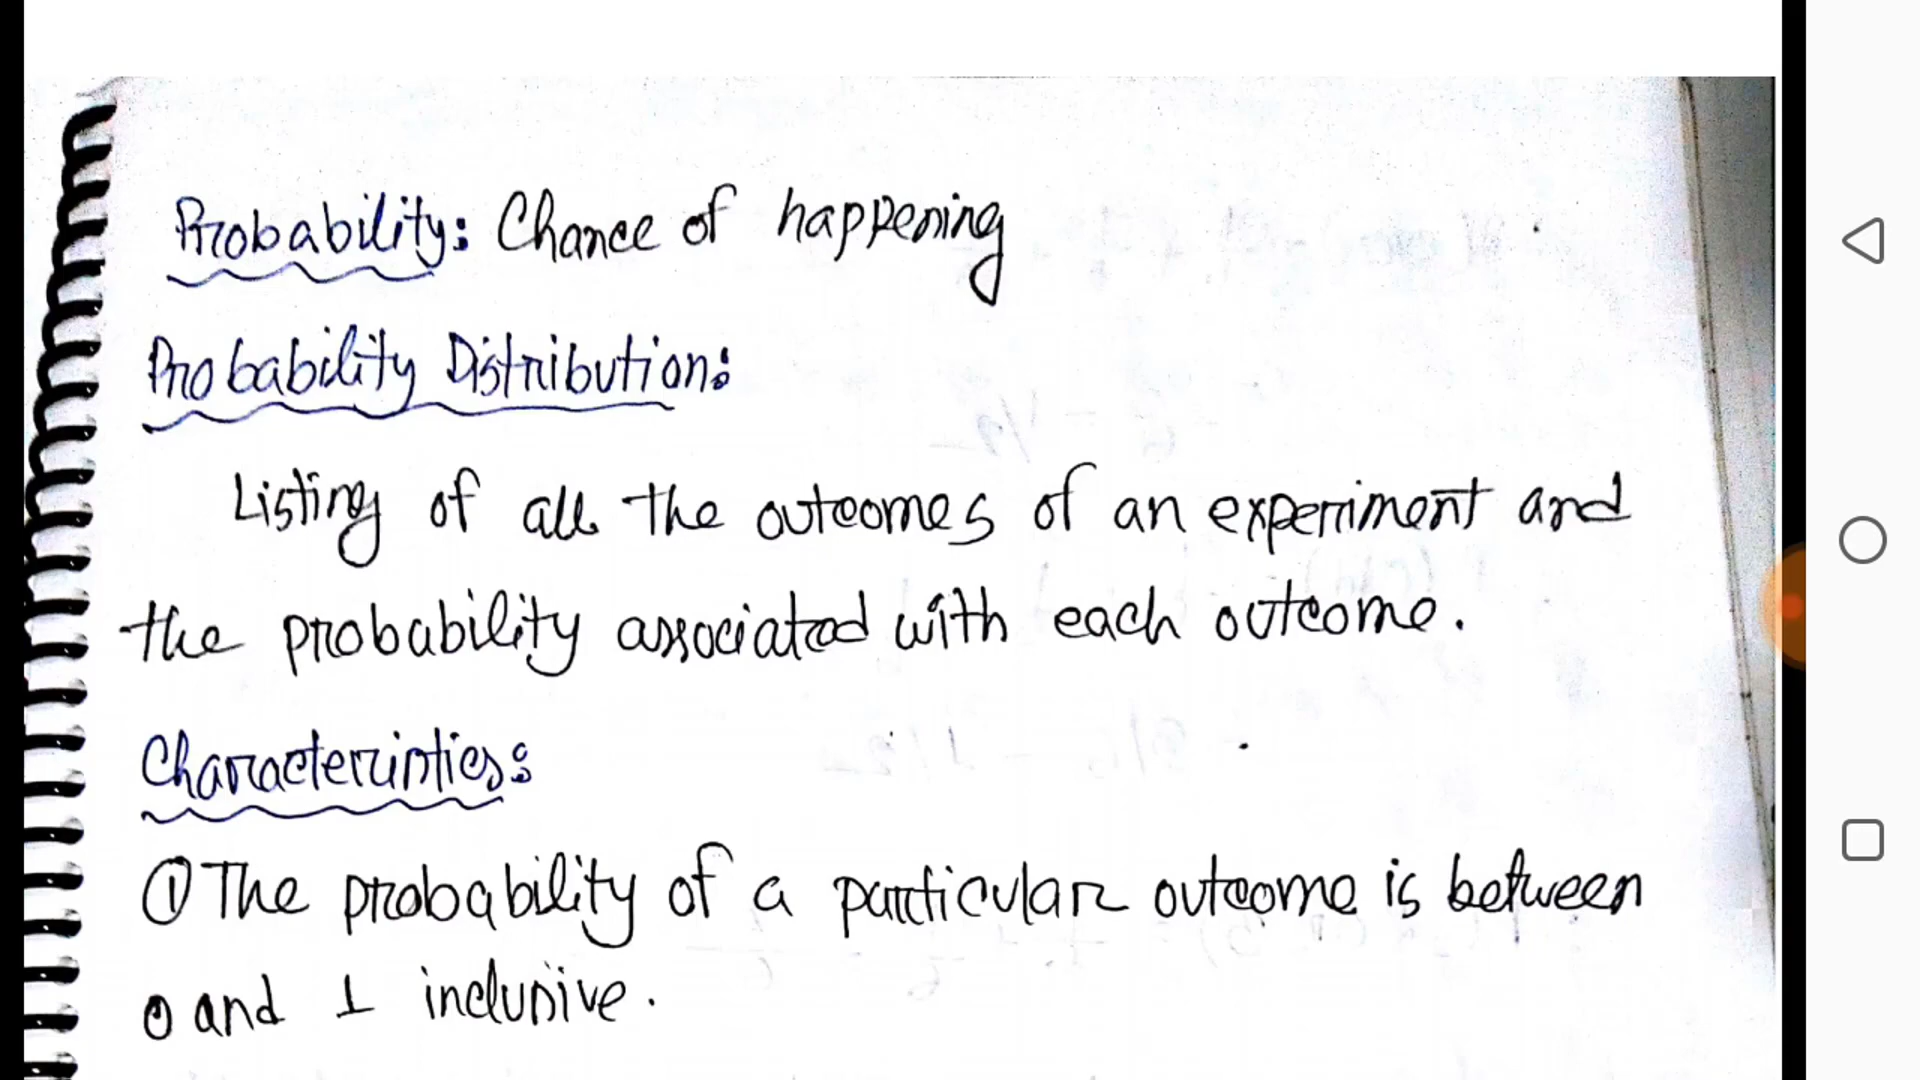 Probability: Chance of happening
Probability Distribution:
Listing of all the outcomes of an experiment and
the probability associated with each outcome.
Characteristics:
① The probability of a particular outcome is between
0 and 1 inclusive.